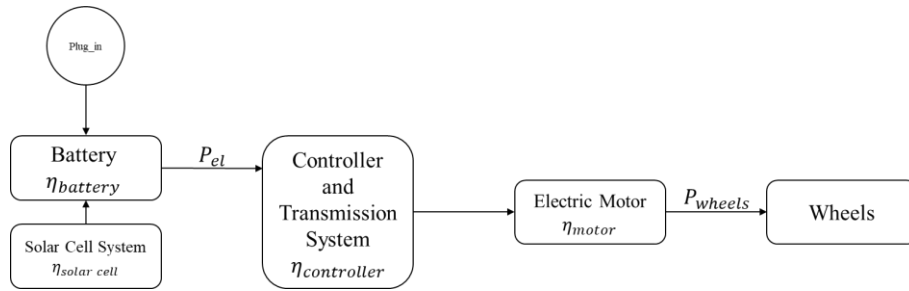 Plug_in
Battery
η_battery
P_el
Solar Cell System
η_solar cell
Controller
and
Transmission
System
η_controller
Electric Motor
η_motor
P_wheels
Wheels